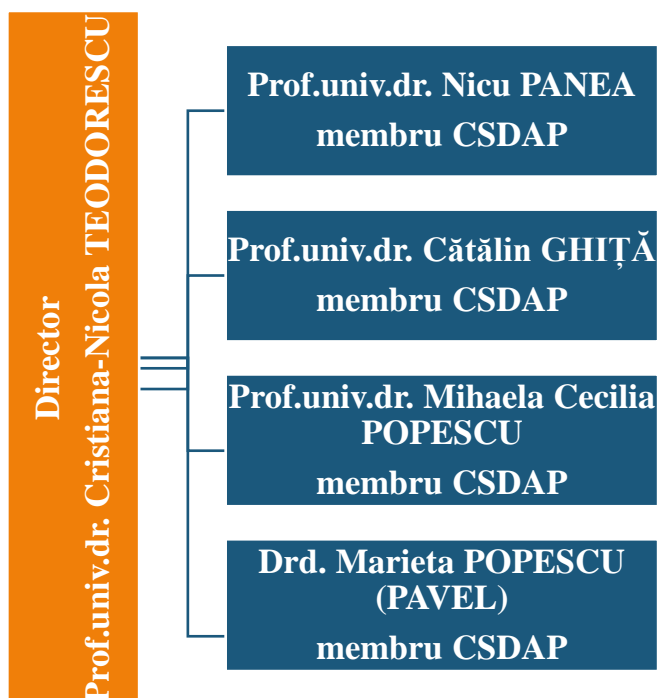 Director
Prof.univ.dr. Cristiana-Nicola TEODORESCU
Prof.univ.dr. Nicu PANEA
membru CSDAP
Prof.univ.dr. Cătălin GHIȚĂ
membru CSDAP
Prof.univ.dr. Mihaela Cecilia
POPESCU
membru CSDAP
Drd. Marieta POPESCU
(PAVEL)
membru CSDAP